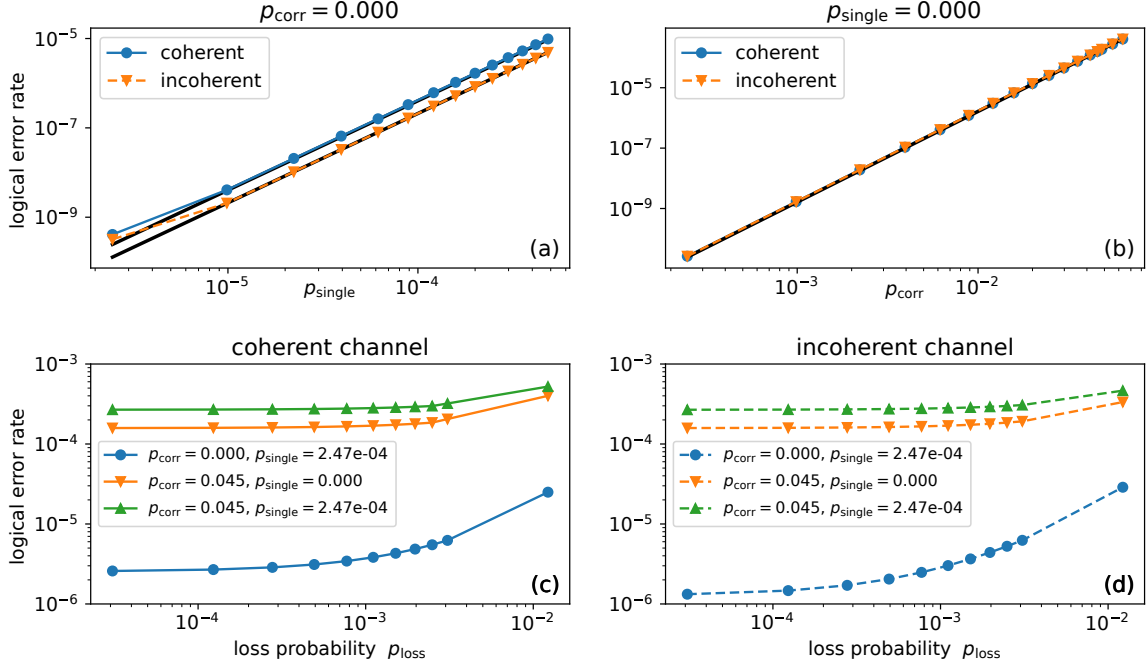 p_corr = 0.000
coherent
incoherent
10^-5
10^-7
10^-9
logical error rate
10^-5
10^-4
p_single
(a)
p_single = 0.000
coherent
incoherent
10^-5
10^-7
10^-9
10^-3
10^-2
p_corr
(b)
coherent channel
10^-3
10^-4
10^-5
10^-6
logical error rate
p_corr = 0.000, p_single = 2.47e-04
p_corr = 0.045, p_single = 0.000
p_corr = 0.045, p_single = 2.47e-04
(c)
10^-4
10^-3
10^-2
loss probability p_loss
incoherent channel
10^-3
10^-4
10^-5
10^-6
p_corr = 0.000, p_single = 2.47e-04
p_corr = 0.045, p_single = 0.000
p_corr = 0.045, p_single = 2.47e-04
(d)
10^-4
10^-3
10^-2
loss probability p_loss